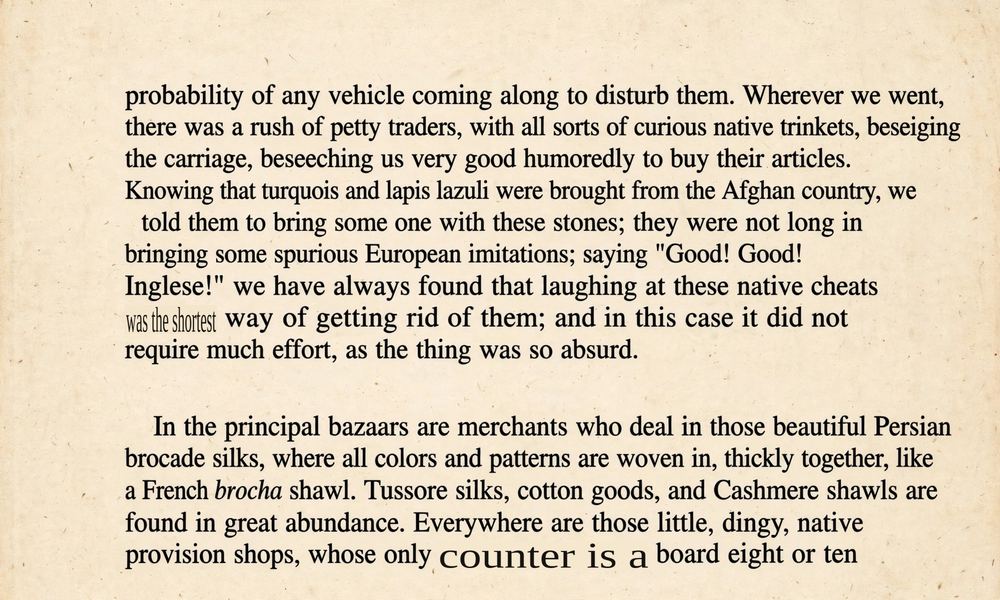 probability of any vehicle coming along to disturb them. Wherever we went,
there was a rush of petty traders, with all sorts of curious native trinkets, beseiging
the carriage, beseeching us very good humoredly to buy their articles.
Knowing that turquois and lapis lazuli were brought from the Afghan country, we
told them to bring some one with these stones; they were not long in
bringing some spurious European imitations; saying "Good! Good!
Inglese!" we have always found that laughing at these native cheats
was the shortest way of getting rid of them; and in this case it did not
require much effort, as the thing was so absurd.
In the principal bazaars are merchants who deal in those beautiful Persian
brocade silks, where all colors and patterns are woven in, thickly together, like
a French brocha shawl. Tussore silks, cotton goods, and Cashmere shawls are
found in great abundance. Everywhere are those little, dingy, native
provision shops, whose only counter is a board eight or ten